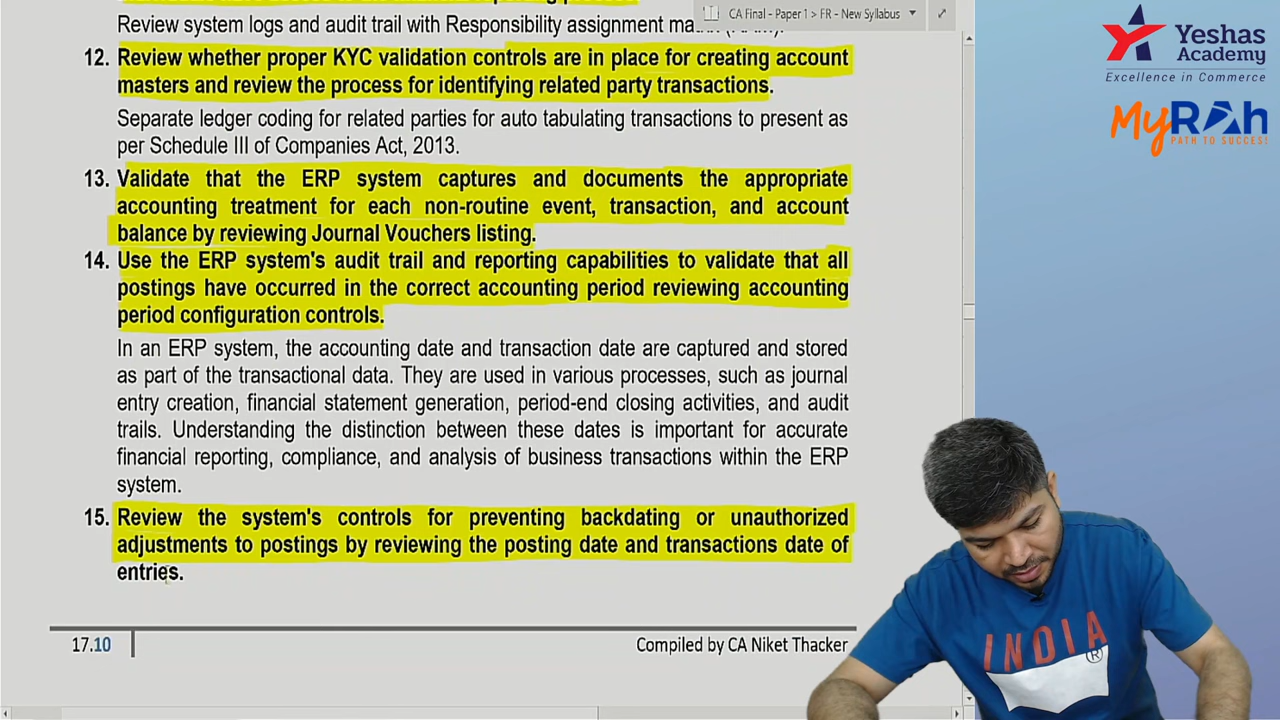 CA Final - Paper 1 > FR - New Syllabus
Review system logs and audit trail with Responsibility assignment
12. Review whether proper KYC validation controls are in place for creating account
masters and review the process for identifying related party transactions.
Separate ledger coding for related parties for auto tabulating transactions to present as
per Schedule III of Companies Act, 2013.
13. Validate that the ERP system captures and documents the appropriate
accounting treatment for each non-routine event, transaction, and account
balance by reviewing Journal Vouchers listing.
14. Use the ERP system's audit trail and reporting capabilities to validate that all
postings have occurred in the correct accounting period reviewing accounting
period configuration controls.
In an ERP system, the accounting date and transaction date are captured and stored
as part of the transactional data. They are used in various processes, such as journal
entry creation, financial statement generation, period-end closing activities, and audit
trails. Understanding the distinction between these dates is important for accurate
financial reporting, compliance, and analysis of business transactions within the ERP
system.
15. Review the system's controls for preventing backdating or unauthorized
adjustments to postings by reviewing the posting date and transactions date of
entries.
17.10
Compiled by CA Niket Thacker
Yeshas
Academy
Excellence in Commerce
MyRAh
PATH TO SUCCESS
INDIA
®